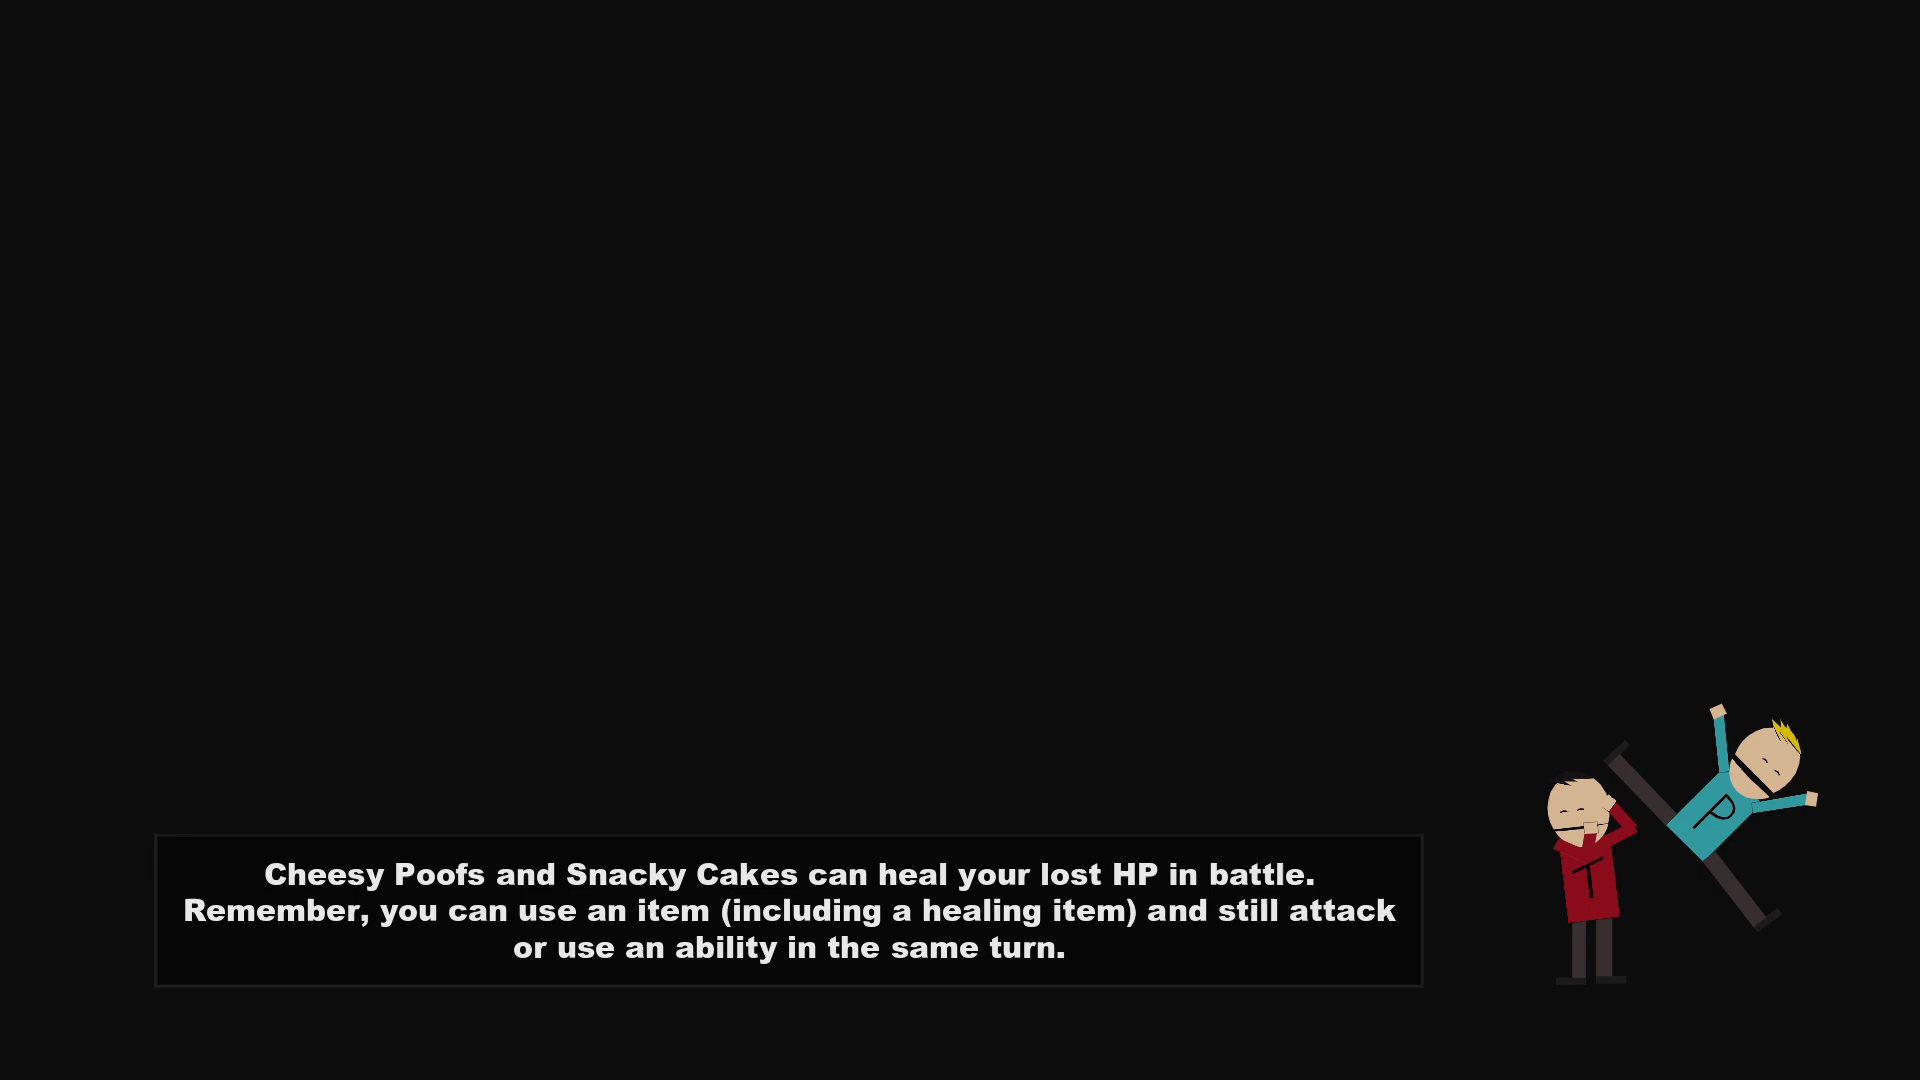 Cheesy Poofs and Snacky Cakes can heal your lost HP in battle.
Remember, you can use an item (including a healing item) and still attack
or use an ability in the same turn.
T
P